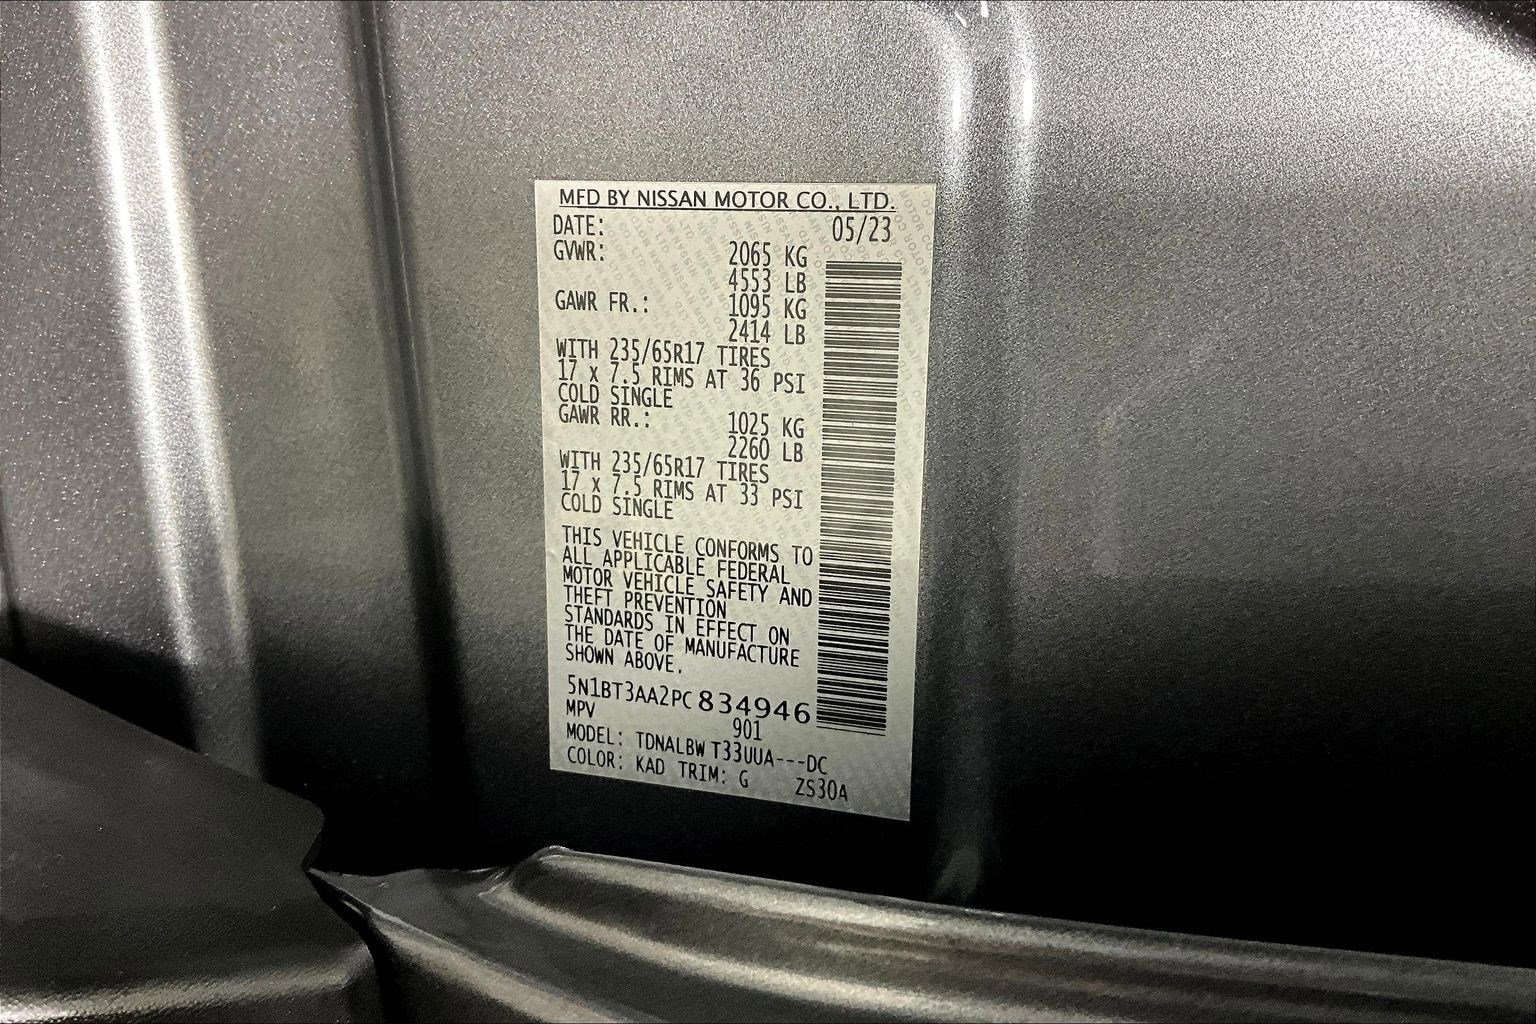 MFD BY NISSAN MOTOR CO., LTD.
DATE: 05/23
GVWR: 2065 KG
4553 LB
GAWR FR.: 1095 KG
2414 LB
WITH 235/65R17 TIRES
17 x 7.5 RIMS AT 36 PSI
COLD SINGLE
GAWR RR.: 1025 KG
2260 LB
WITH 235/65R17 TIRES
17 x 7.5 RIMS AT 33 PSI
COLD SINGLE
THIS VEHICLE CONFORMS TO
ALL APPLICABLE FEDERAL
MOTOR VEHICLE SAFETY AND
THEFT PREVENTION
STANDARDS IN EFFECT ON
THE DATE OF MANUFACTURE
SHOWN ABOVE.
5N1BT3AA2PC834946
MPV 901
MODEL: TDNALBW T33UUA---DC
COLOR: KAD TRIM: G ZS30A